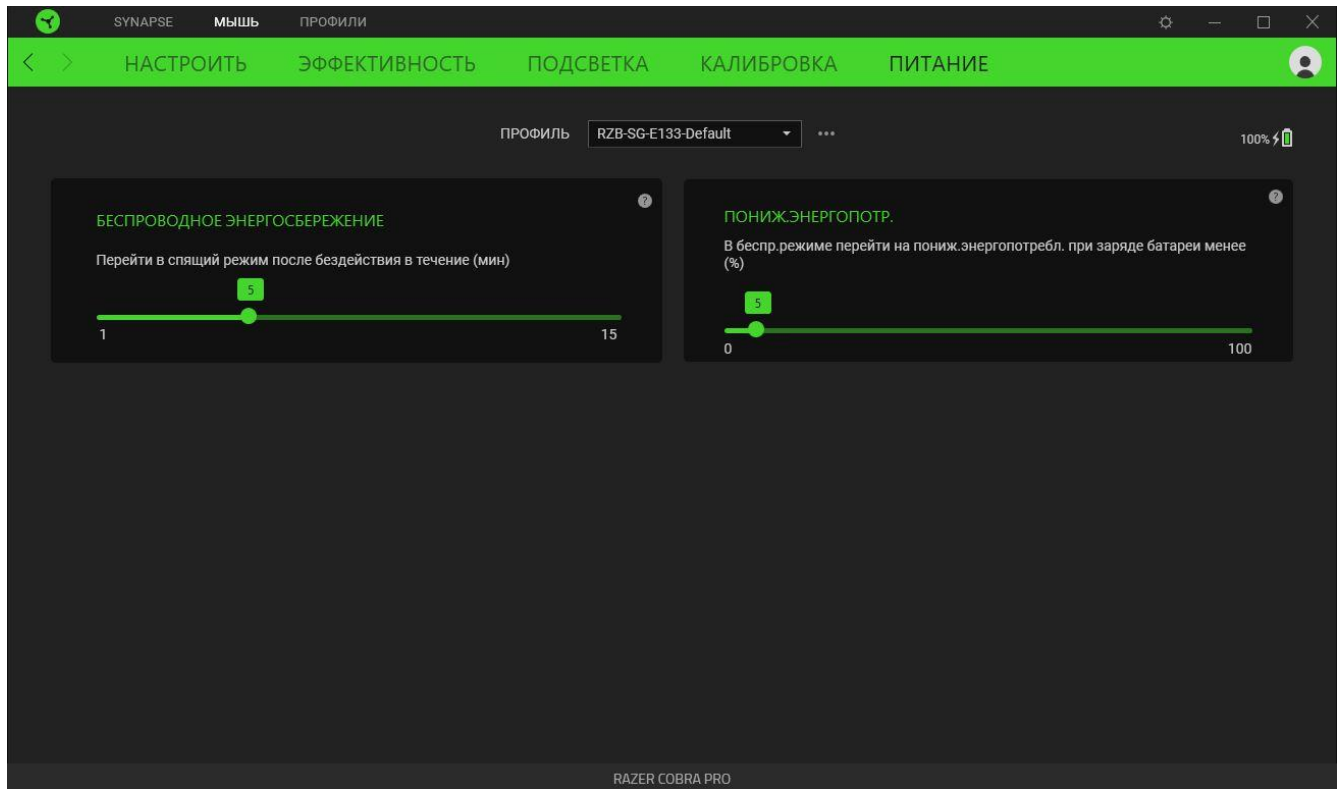 SYNAPSE МЫШЬ ПРОФИЛИ
НАСТРОИТЬ ЭФФЕКТИВНОСТЬ ПОДСВЕТКА КАЛИБРОВКА ПИТАНИЕ
ПРОФИЛЬ RZB-SG-E133-Default
100%
БЕСПРОВОДНОЕ ЭНЕРГОСБЕРЕЖЕНИЕ
Перейти в спящий режим после бездействия в течение (мин)
5
1 15
ПОНИЖ.ЭНЕРГОПОТР.
В беспр.режиме перейти на пониж.энергопотребл. при заряде батареи менее
(%)
5
0 100
RAZER COBRA PRO